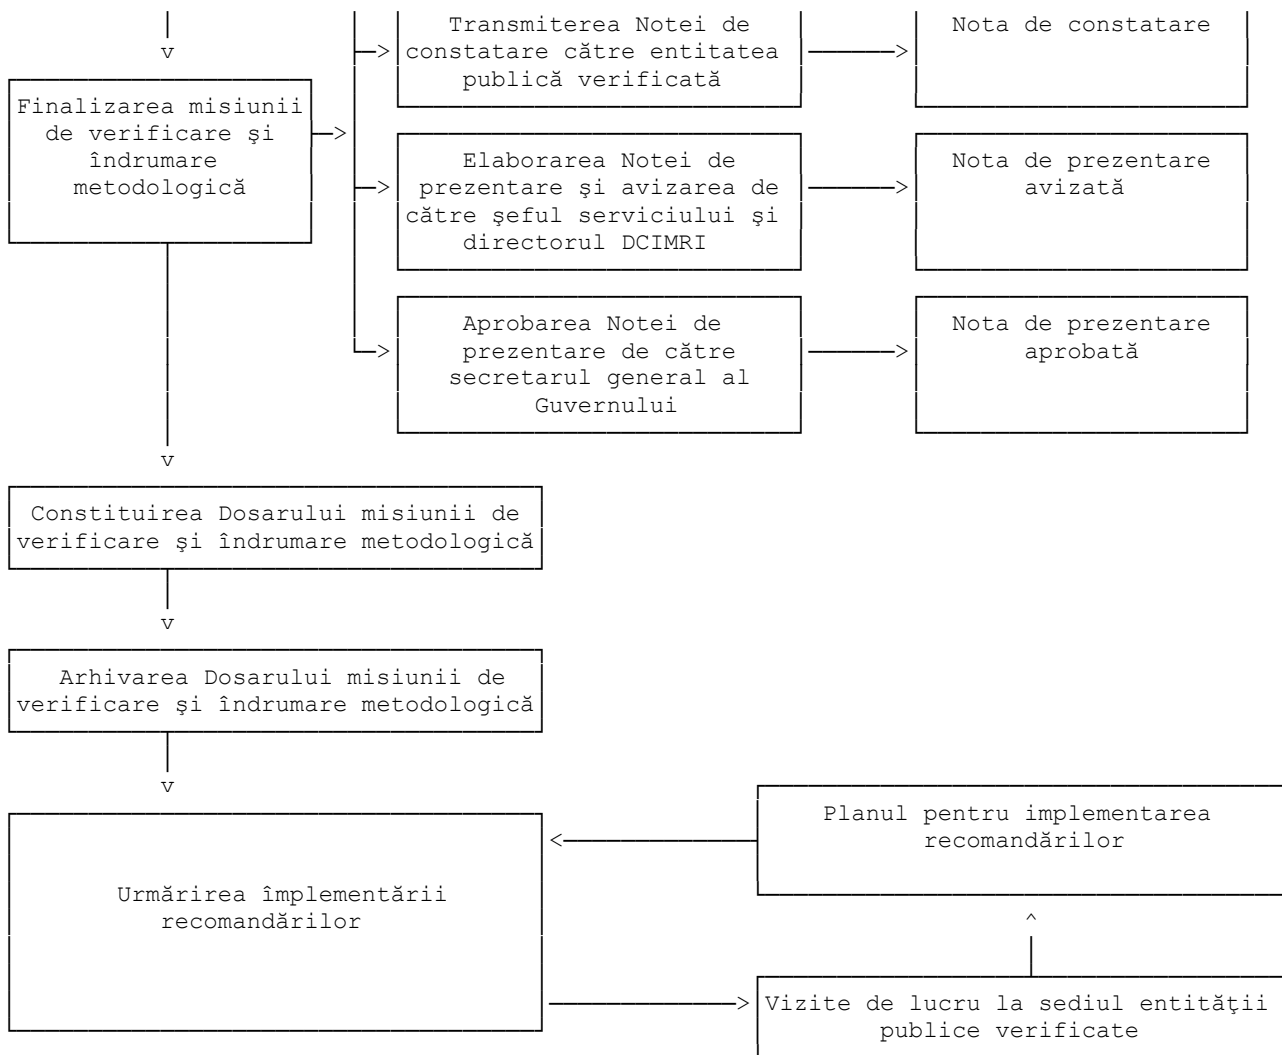 Transmiterea Notei de
constatare către entitatea
publică verificată
Nota de constatare
Finalizarea misiunii
de verificare şi
îndrumare
metodologică
Elaborarea Notei de
prezentare şi avizarea de
către şeful serviciului şi
directorul DCIMRI
Nota de prezentare
avizată
Aprobarea Notei de
prezentare de către
secretarul general al
Guvernului
Nota de prezentare
aprobată
Constituirea Dosarului misiunii de
verificare şi îndrumare metodologică
Arhivarea Dosarului misiunii de
verificare şi îndrumare metodologică
Planul pentru implementarea
recomandărilor
Urmărirea împlementării
recomandărilor
Vizite de lucru la sediul entităţii
publice verificate